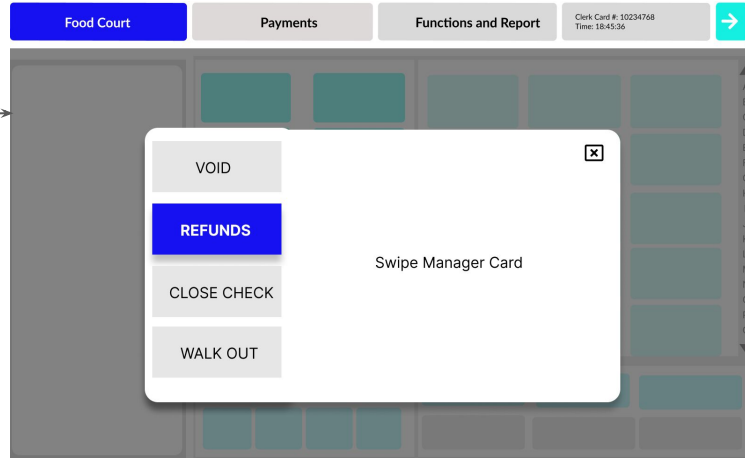 Food Court
Payments
Functions and Report
Clerk Card #: 10234768
Time: 18:45:36
VOID
REFUNDS
CLOSE CHECK
WALK OUT
Swipe Manager Card